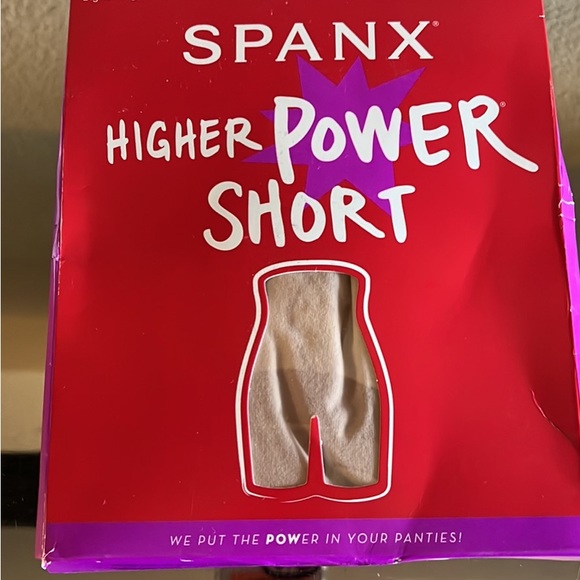 SPANX®
HIGHER POWER®
SHORT
WE PUT THE POWER IN YOUR PANTIES!